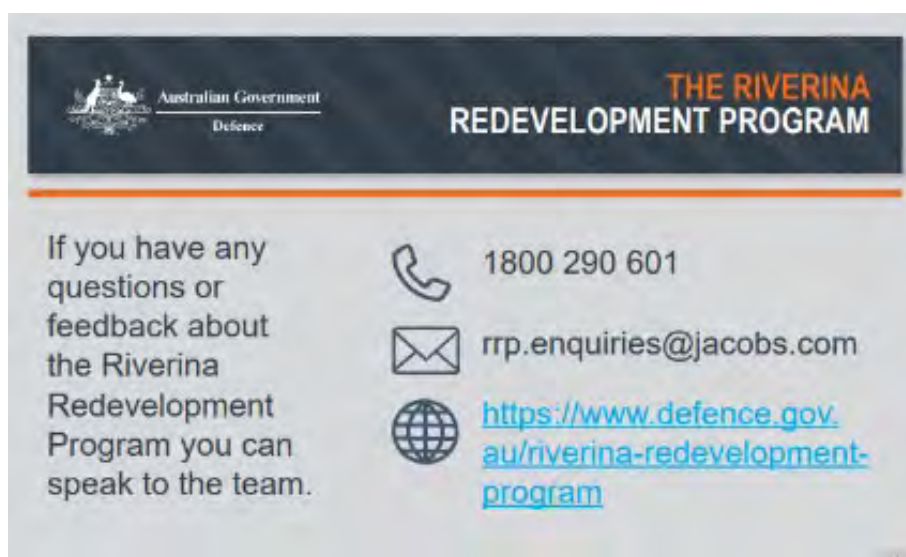 Australian Government
Defence
THE RIVERINA
REDEVELOPMENT PROGRAM
If you have any
questions or
feedback about
the Riverina
Redevelopment
Program you can
speak to the team.
1800 290 601
rrp.enquiries@jacobs.com
https://www.defence.gov.
au/riverina-redevelopment-
program